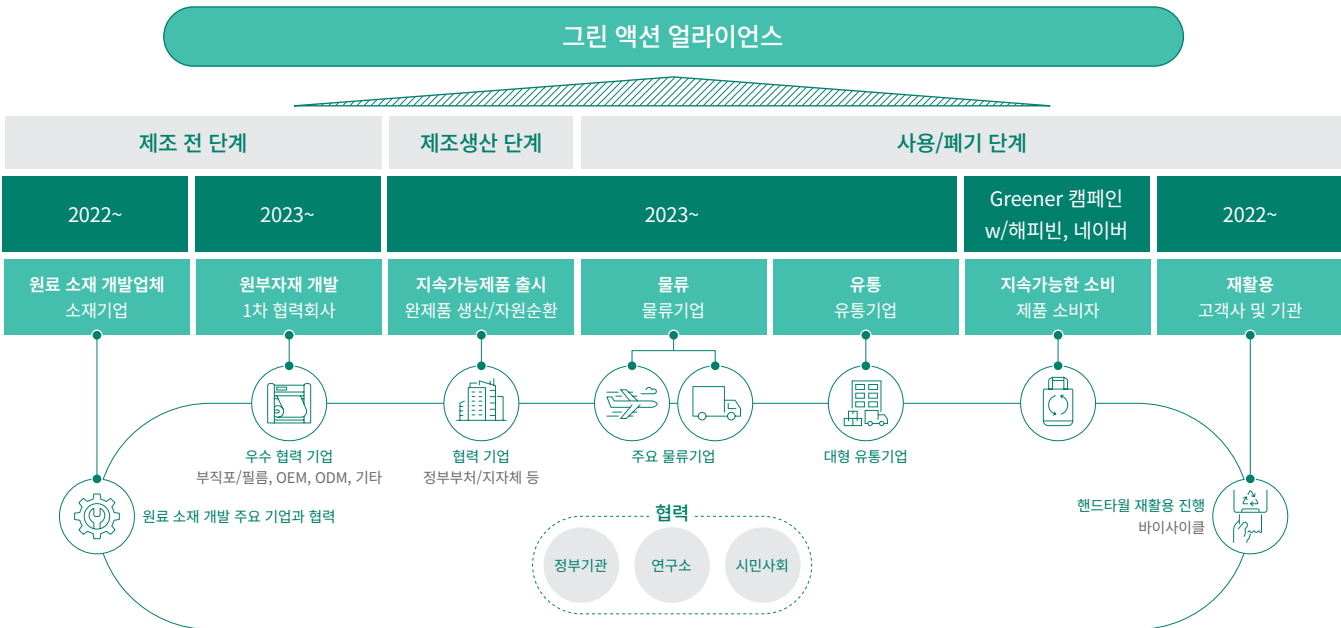 그린 액션 얼라이언스
제조 전 단계
제조생산 단계
사용/폐기 단계
2022~
2023~
2023~
Greener 캠페인
w/해피빈, 네이버
2022~
원료 소재 개발업체
소재기업
원부자재 개발
1차 협력회사
지속가능제품 출시
완제품 생산/자원순환
물류
물류기업
유통
유통기업
지속가능한 소비
제품 소비자
재활용
고객사 및 기관
우수 협력 기업
부직포/필름, OEM, ODM, 기타
협력 기업
정부부처/지자체 등
주요 물류기업
대형 유통기업
원료 소재 개발 주요 기업과 협력
핸드타월 재활용 진행
바이사이클
협력
정부기관
연구소
시민사회